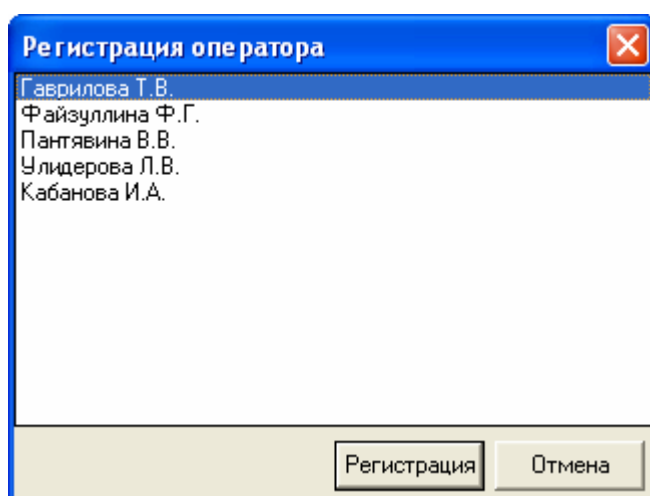 Регистрация оператора
Гаврилова Т.В.
Файзуллина Ф.Г.
Пантявина В.В.
Улидерова Л.В.
Кабанова И.А.
Регистрация Отмена